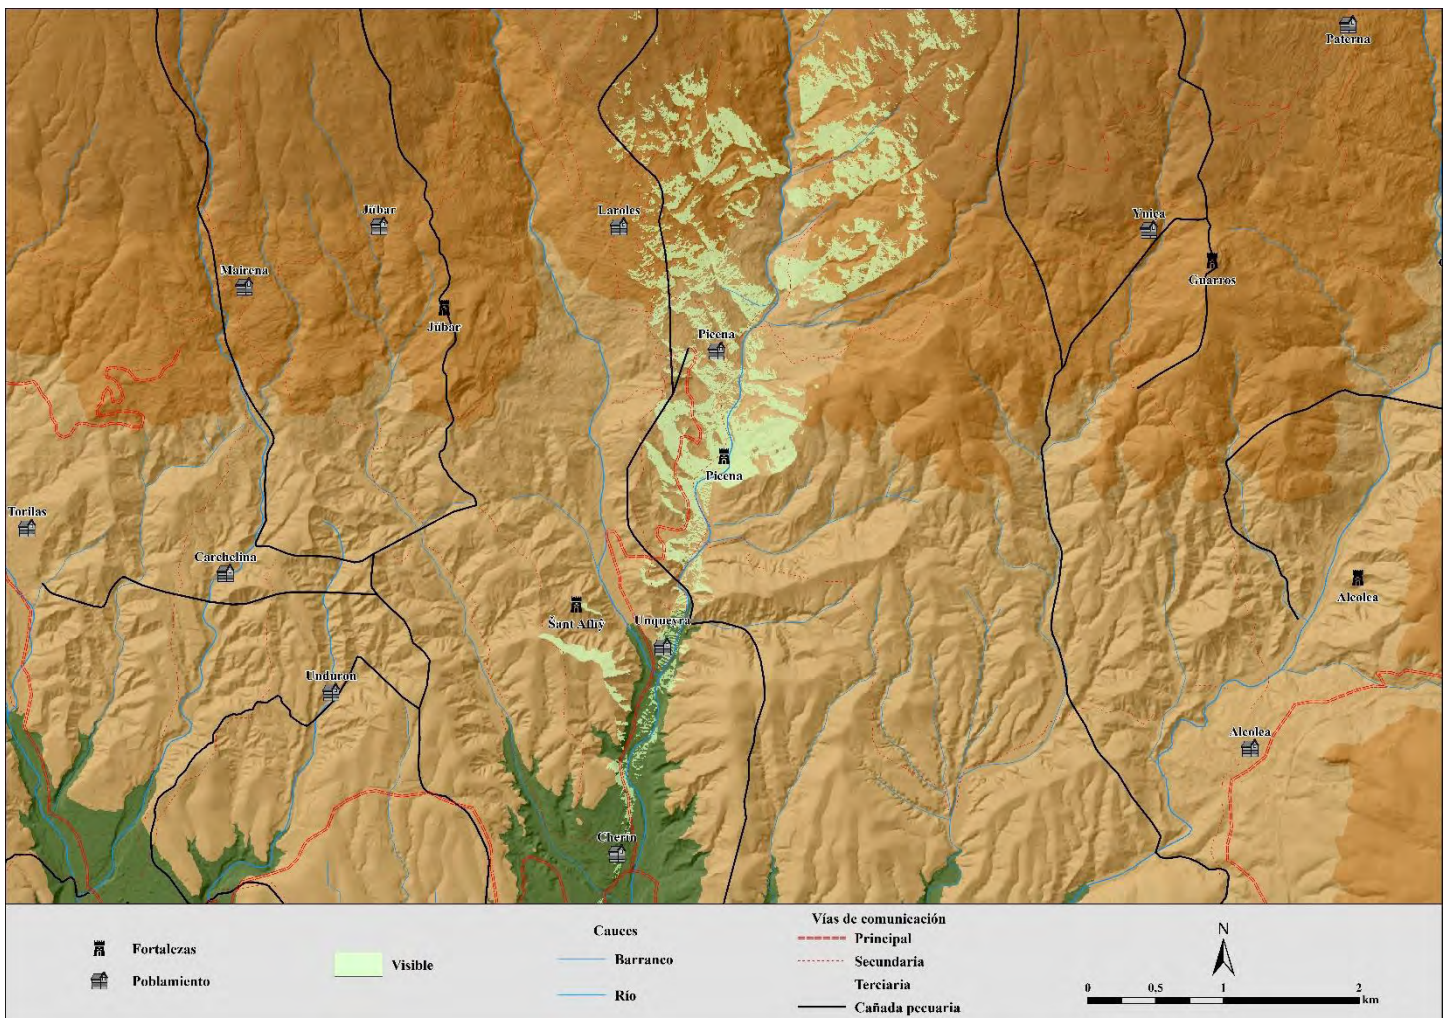 Paterna
Júbar
Laroles
Yniça
Mairena
Guarros
Júbar
Picena
Picena
Torilas
Carchelina
Alcolea
Šant Afliŷ
Unqueyra
Unduron
Alcolea
Cherín
Fortalezas
Poblamiento
Visible
Cauces
Barranco
Río
Vías de comunicación
Principal
Secundaria
Terciaria
Cañada pecuaria
N
0 0,5 1 2
km